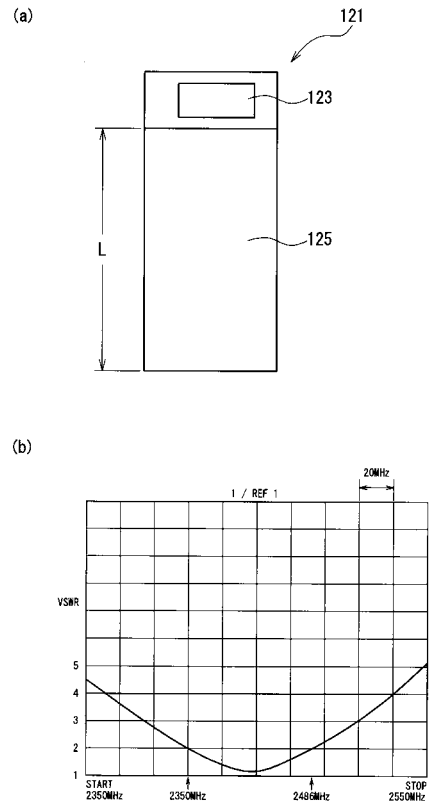 (a)
121
123
L
125
(b)
1 / REF 1
20MHz
VSWR
5
4
3
2
1
START
2350MHz
2350MHz
2486MHz
STOP
2550MHz